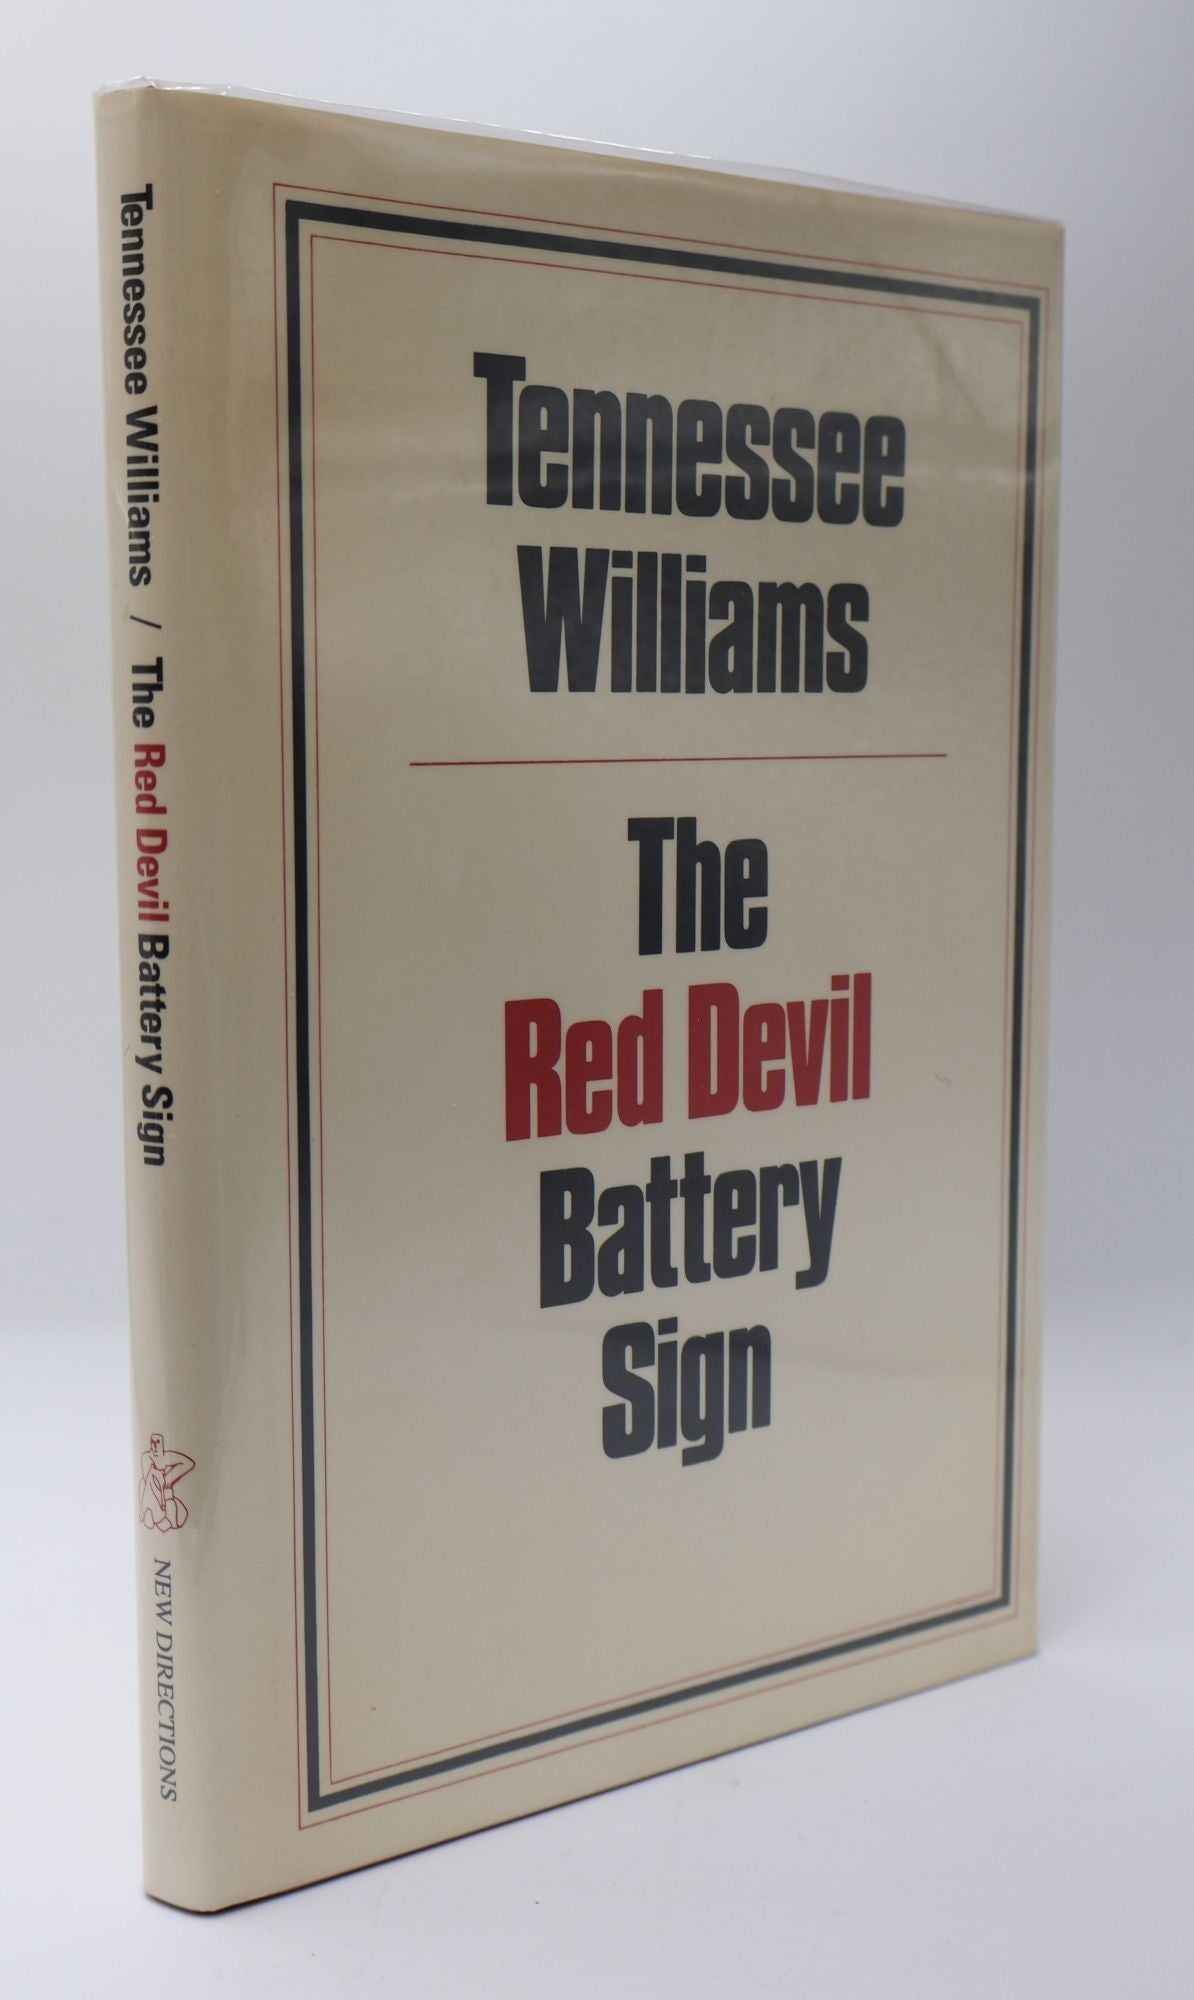 Tennessee Williams / The Red Devil Battery Sign
NEW DIRECTIONS
Tennessee
Williams
The
Red Devil
Battery
Sign